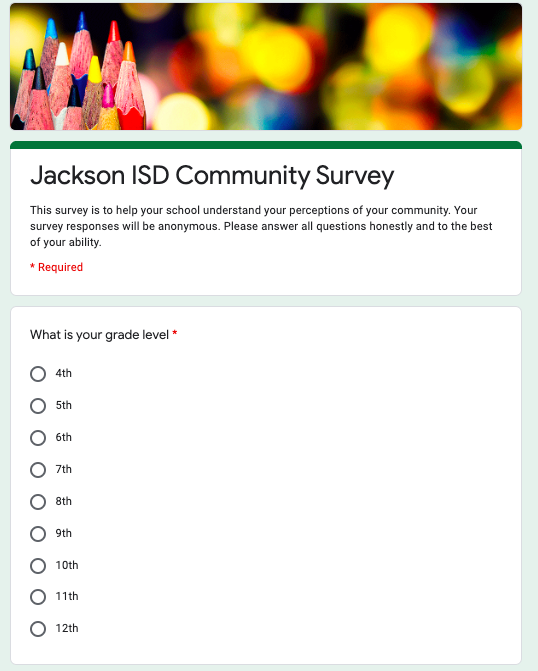 Jackson ISD Community Survey
This survey is to help your school understand your perceptions of your community. Your
survey responses will be anonymous. Please answer all questions honestly and to the best
of your ability.
* Required
What is your grade level *
4th
5th
6th
7th
8th
9th
10th
11th
12th